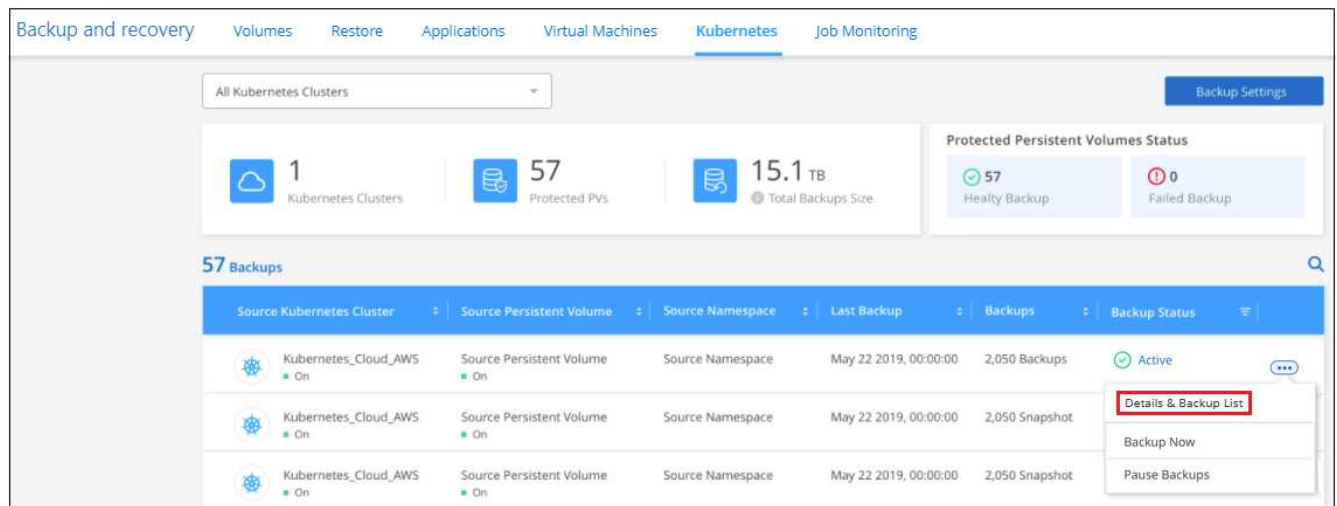 Backup and recovery Volumes Restore Applications Virtual Machines Kubernetes Job Monitoring
All Kubernetes Clusters Backup Settings
Protected Persistent Volumes Status
1 57 15.1 TB 57 0
Kubernetes Clusters Protected PVs Total Backups Size Healty Backup Failed Backup
57 Backups
Source Kubernetes Cluster Source Persistent Volume Source Namespace Last Backup Backups Backup Status
Kubernetes_Cloud_AWS Source Persistent Volume Source Namespace May 22 2019, 00:00:00 2,050 Backups Active
On On
Details & Backup List
Kubernetes_Cloud_AWS Source Persistent Volume Source Namespace May 22 2019, 00:00:00 2,050 Snapshot
On On
Backup Now
Kubernetes_Cloud_AWS Source Persistent Volume Source Namespace May 22 2019, 00:00:00 2,050 Snapshot Pause Backups
On On